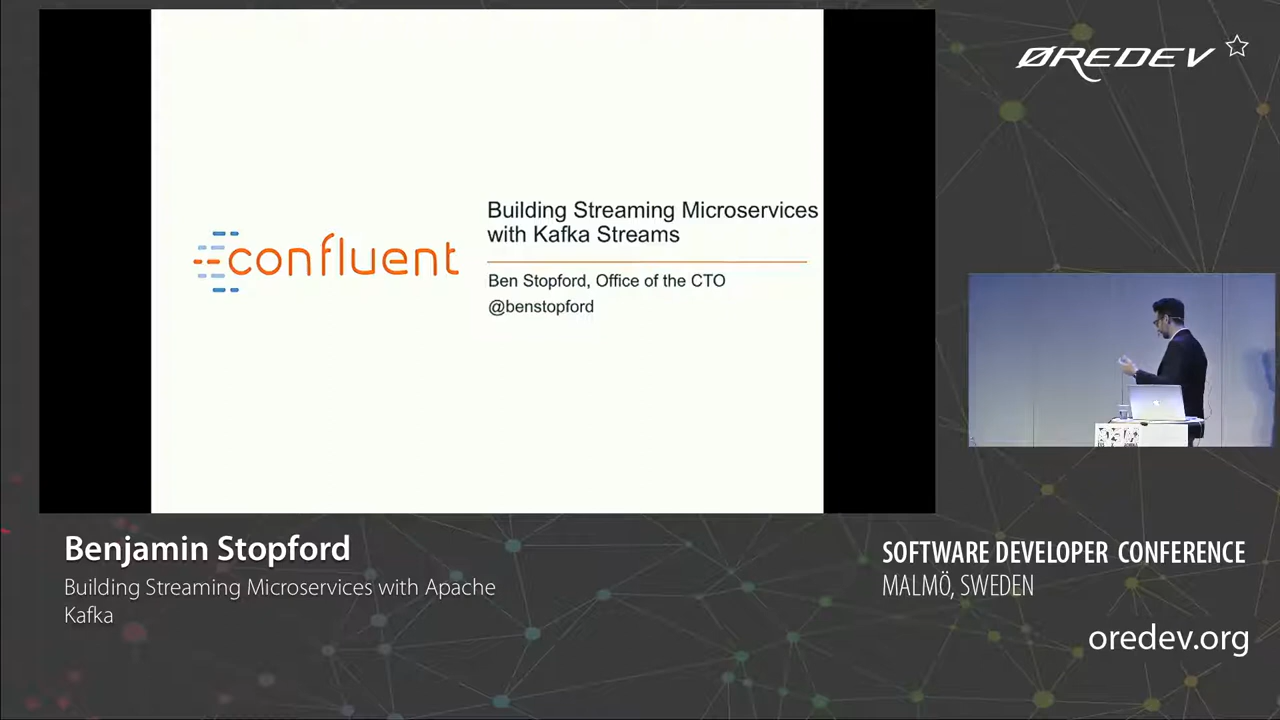 ØREDEV
confluent
Building Streaming Microservices
with Kafka Streams
Ben Stopford, Office of the CTO
@benstopford
Benjamin Stopford
Building Streaming Microservices with Apache
Kafka
SOFTWARE DEVELOPER CONFERENCE
MALMÖ, SWEDEN
oredev.org